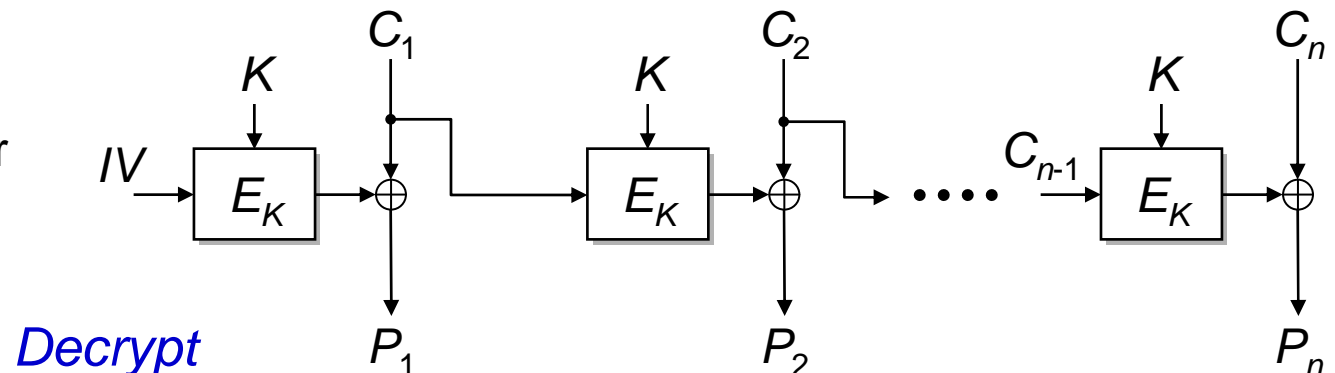 C1 C2 Cn
K K K
r IV Cn-1
EK EK EK
P1 P2 Pn
Decrypt